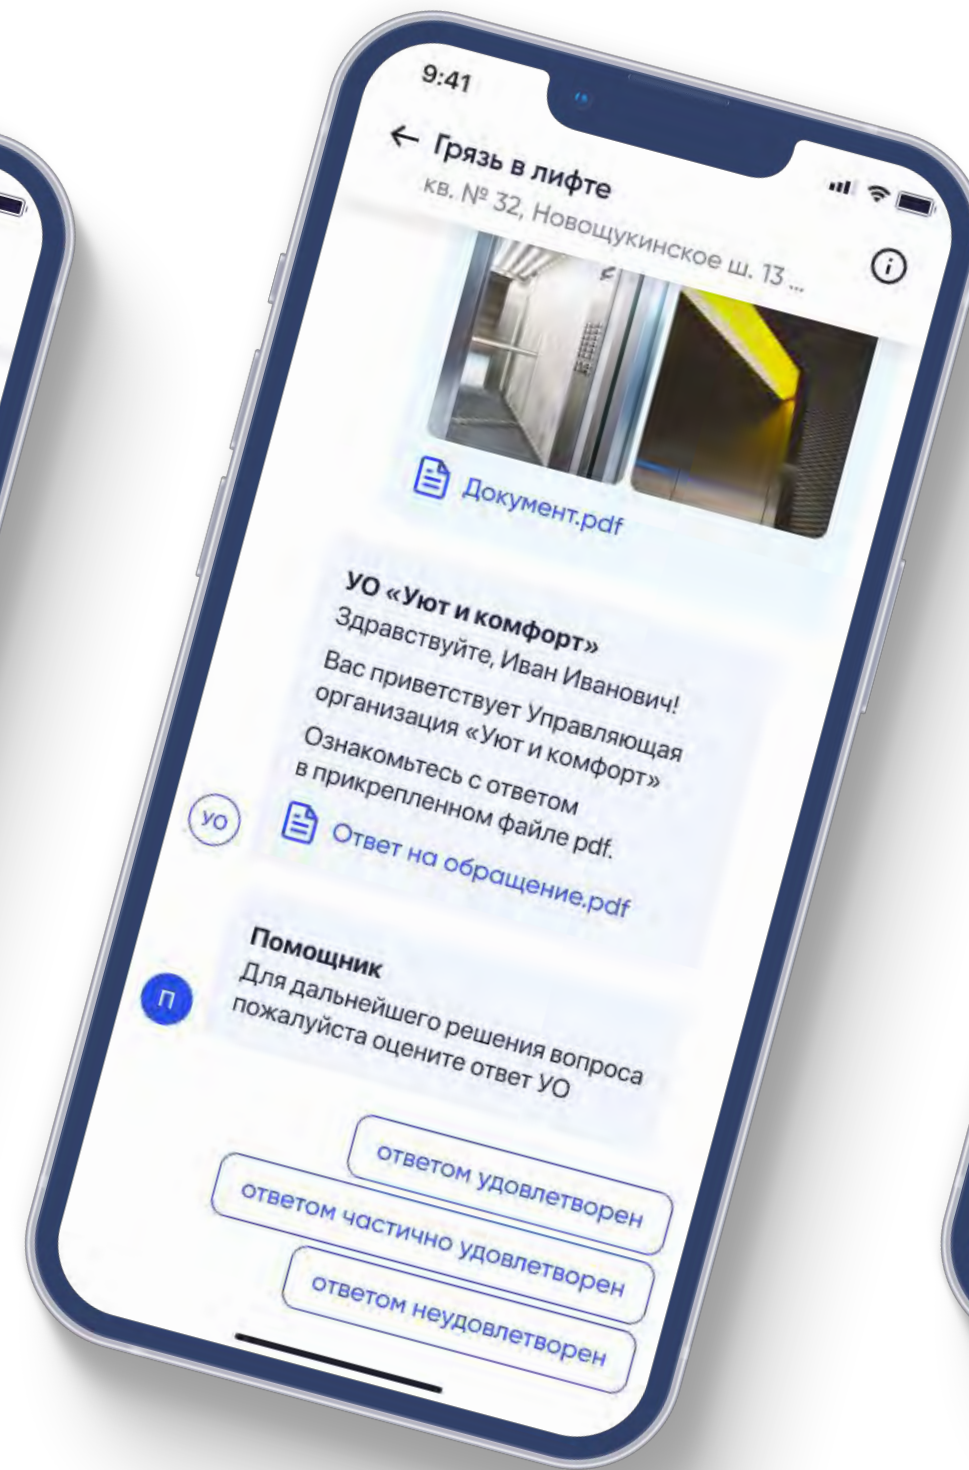 9:41
Грязь в лифте
кв. № 32, Новощукинское ш. 13 ...
Документ.pdf
УО «Уют и комфорт»
Здравствуйте, Иван Иванович!
Вас приветствует Управляющая
организация «Уют и комфорт»
Ознакомьтесь с ответом
в прикрепленном файле pdf.
УО
Ответ на обращение.pdf
Помощник
П
Для дальнейшего решения вопроса
пожалуйста оцените ответ УО
ответом удовлетворен
ответом частично удовлетворен
ответом неудовлетворен